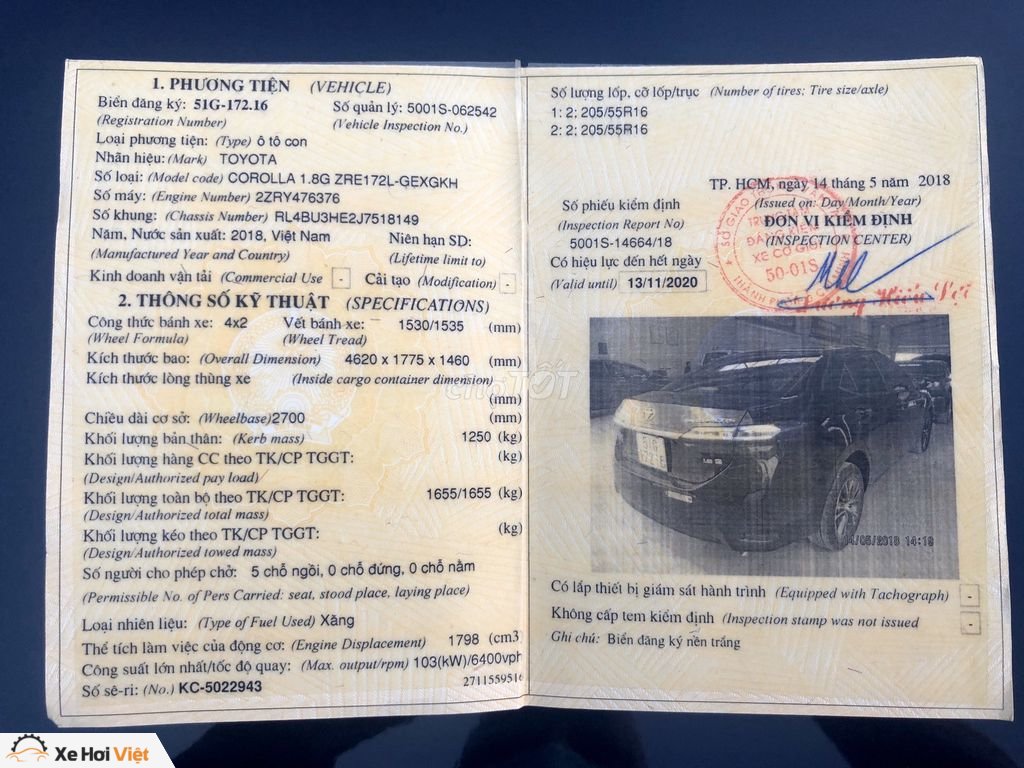 1. PHƯƠNG TIỆN (VEHICLE)
Biển đăng ký: 51G-172.16 Số quản lý: 5001S-062542
(Registration Number) (Vehicle Inspection No.)
Loại phương tiện: (Type) ô tô con
Nhãn hiệu: (Mark) TOYOTA
Số loại: (Model code) COROLLA 1.8G ZRE172L-GEXGKH
Số máy: (Engine Number) 2ZRY476376
Số khung: (Chassis Number) RL4BU3HE2J7518149
Năm, Nước sản xuất: 2018, Việt Nam Niên hạn SD:
(Manufactured Year and Country) (Lifetime limit to)
Kinh doanh vận tải (Commercial Use - Cải tạo (Modification) -
2. THÔNG SỐ KỸ THUẬT (SPECIFICATIONS)
Công thức bánh xe: 4x2 Vết bánh xe: 1530/1535 (mm)
(Wheel Formula) (Wheel Tread)
Kích thước bao: (Overall Dimension) 4620 x 1775 x 1460 (mm)
Kích thước lòng thùng xe (Inside cargo container dimension)
(mm)
Chiều dài cơ sở: (Wheelbase)2700 (mm)
Khối lượng bản thân: (Kerb mass) 1250 (kg)
Khối lượng hàng CC theo TK/CP TGGT: (kg)
(Design/Authorized pay load)
Khối lượng toàn bộ theo TK/CP TGGT: 1655/1655 (kg)
(Design/Authorized total mass)
Khối lượng kéo theo TK/CP TGGT: (kg)
(Design/Authorized towed mass)
Số người cho phép chở: 5 chỗ ngồi, 0 chỗ đứng, 0 chỗ nằm
(Permissible No. of Pers Carried: seat, stood place, laying place)
Loại nhiên liệu: (Type of Fuel Used) Xăng
Thể tích làm việc của động cơ: (Engine Displacement) 1798 (cm3
Công suất lớn nhất/tốc độ quay: (Max. output/rpm) 103(kW)/6400vph
Số sê-ri: (No.) KC-5022943 2711559516
Số lượng lốp, cỡ lốp/trục (Number of tires: Tire size/axle)
1: 2; 205/55R16
2: 2; 205/55R16
TP. HCM, ngày 14 tháng 5 năm 2018
Số phiếu kiểm định (Issued on: Day/Month/Year)
(Inspection Report No) ĐƠN VỊ KIỂM ĐỊNH
5001S-14664/18 (INSPECTION CENTER)
Có hiệu lực đến hết ngày
(Valid until) 13/11/2020
50-01S
14/05/2018 14:19
Có lắp thiết bị giám sát hành trình (Equipped with Tachograph) -
Không cấp tem kiểm định (Inspection stamp was not issued -
Ghi chú: Biển đăng ký nền trắng
Xe Hơi Việt